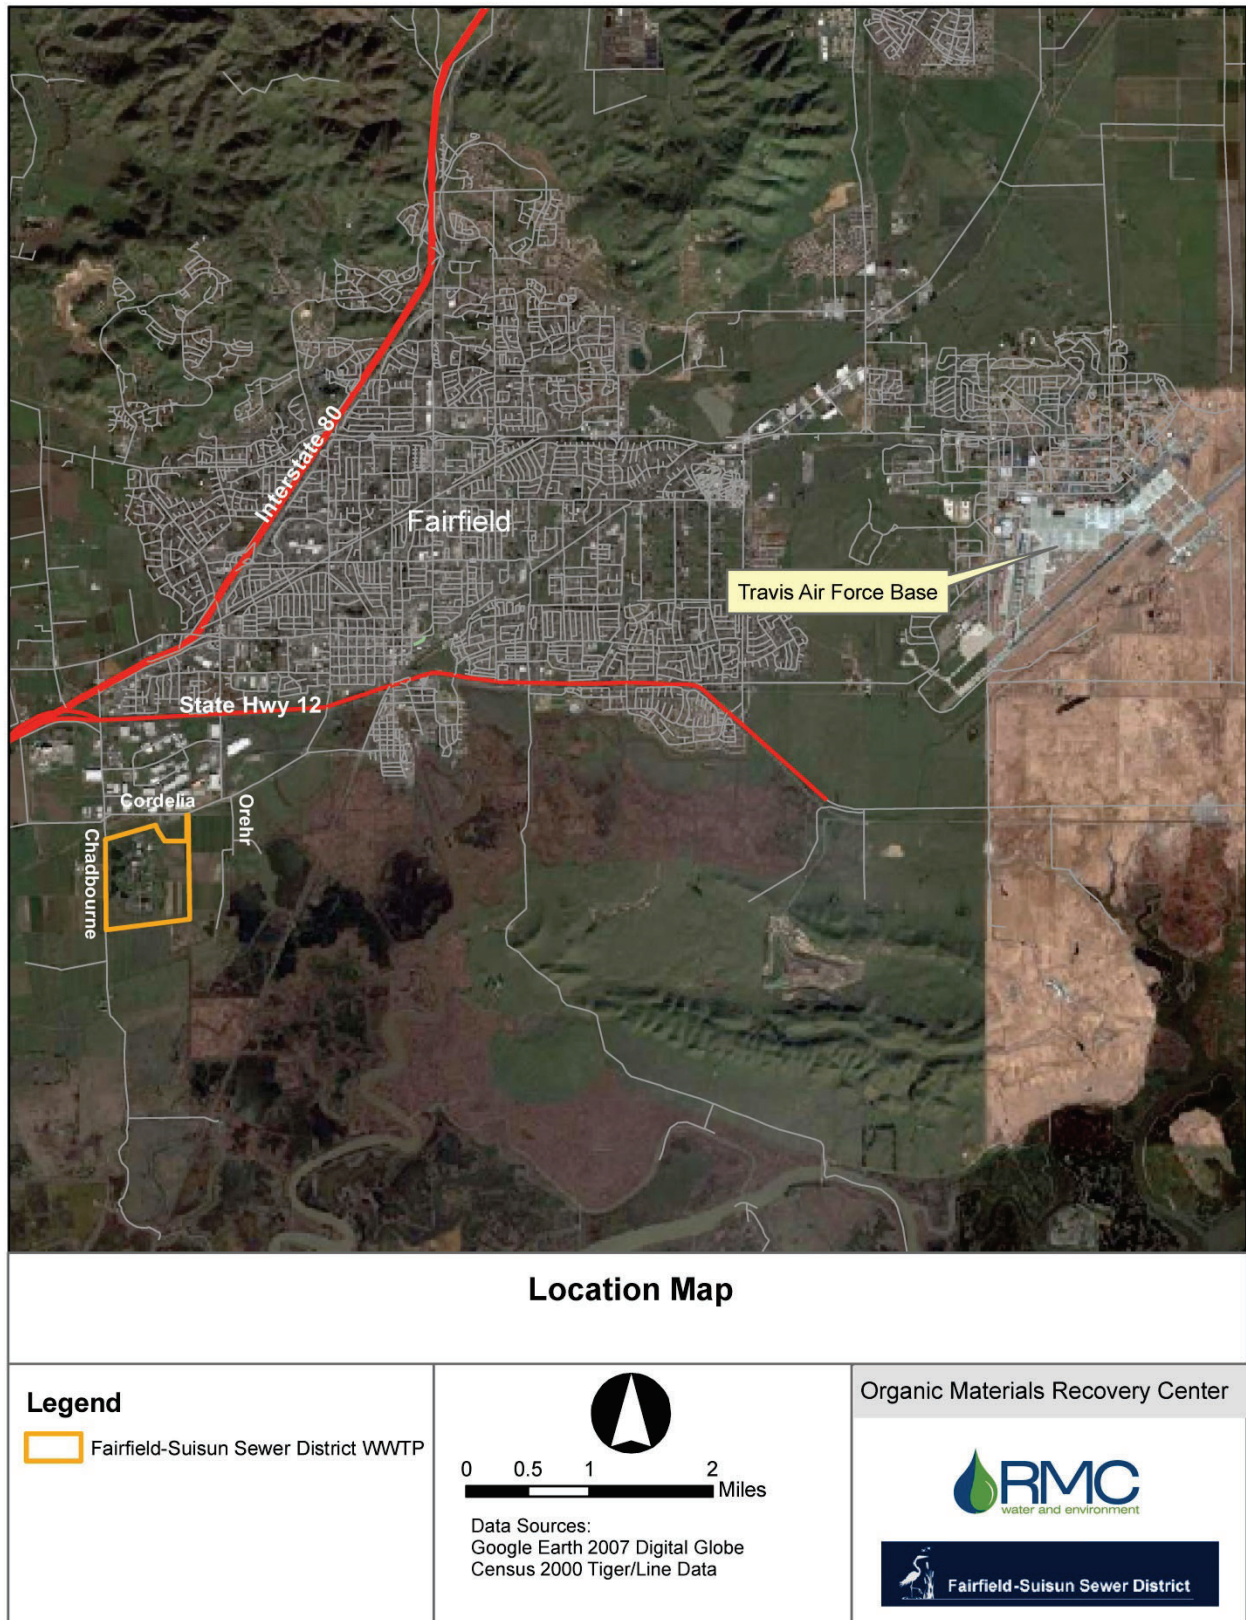 Interstate 80
Fairfield
Travis Air Force Base
State Hwy 12
Cordelia
Orehr
Chadbourne
Location Map
Legend
Fairfield-Suisun Sewer District WWTP
0 0.5 1 2
Miles
Data Sources:
Google Earth 2007 Digital Globe
Census 2000 Tiger/Line Data
Organic Materials Recovery Center
RMC
water and environment
Fairfield-Suisun Sewer District